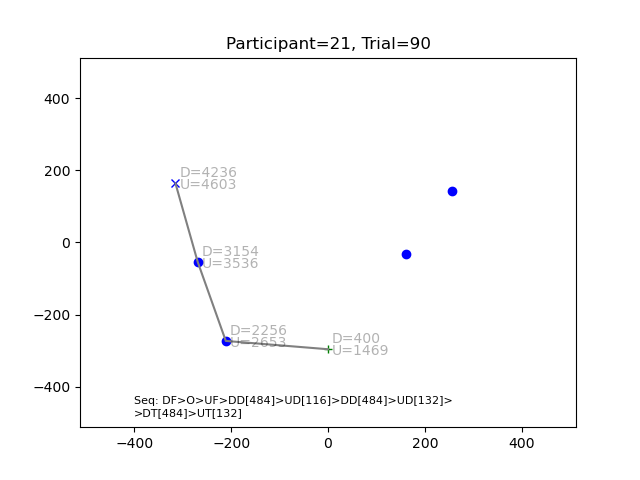 Participant=21, Trial=90
400
200
0
−200
−400
D=4236
U=4603
D=3154
U=3536
D=2256
U=2653
D=400
U=1469
Seq: DF>O>UF>DD[484]>UD[116]>DD[484]>UD[132]>
>DT[484]>UT[132]
−400 −200 0 200 400